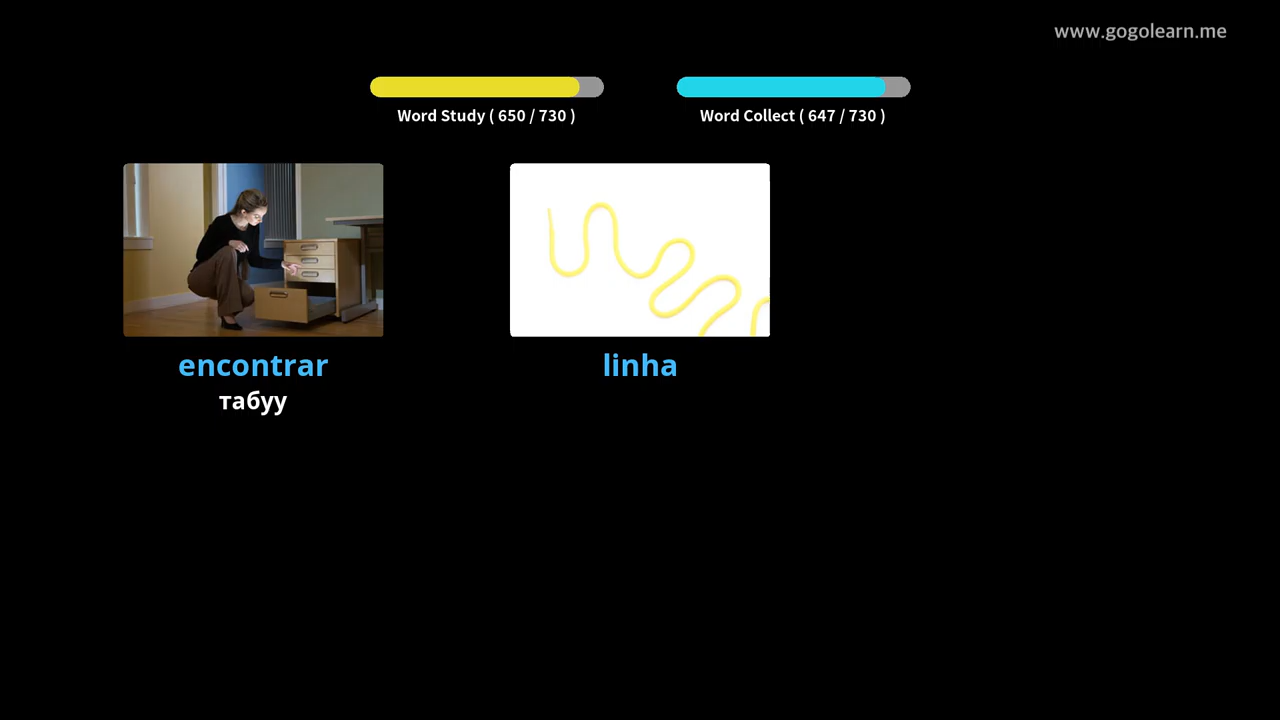 www.gogolearn.me
Word Study ( 650 / 730 )
Word Collect ( 647 / 730 )
encontrar
табуу
linha